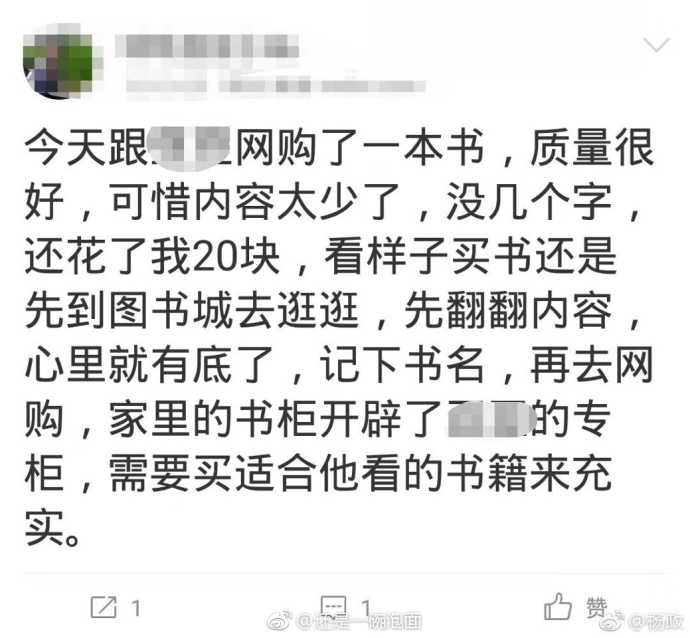 今天跟网购了一本书，质量很
好，可惜内容太少了，没几个字，
还花了我20块，看样子买书还是
先到图书城去逛逛，先翻翻内容，
心里就有底了，记下书名，再去网
购，家里的书柜开辟了的专
柜，需要买适合他看的书籍来充
实。
1 1 赞
@还是一碗泡面 @杨政